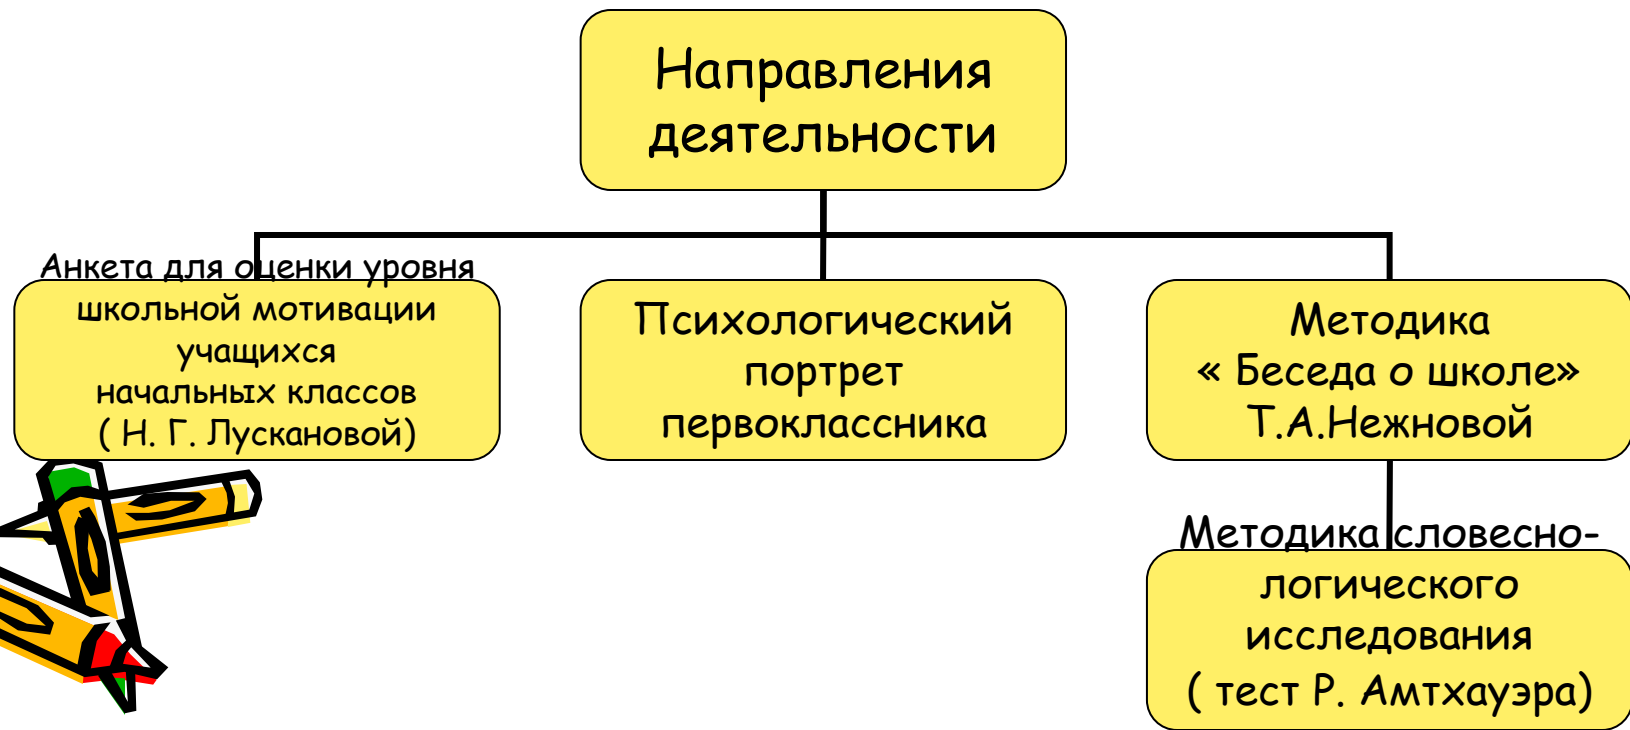 Направления
деятельности
Анкета для оценки уровня
школьной мотивации
учащихся
начальных классов
( Н. Г. Лускановой)
Психологический
портрет
первоклассника
Методика
« Беседа о школе»
Т.А.Нежновой
Методика словесно-
логического
исследования
( тест Р. Амтхауэра)